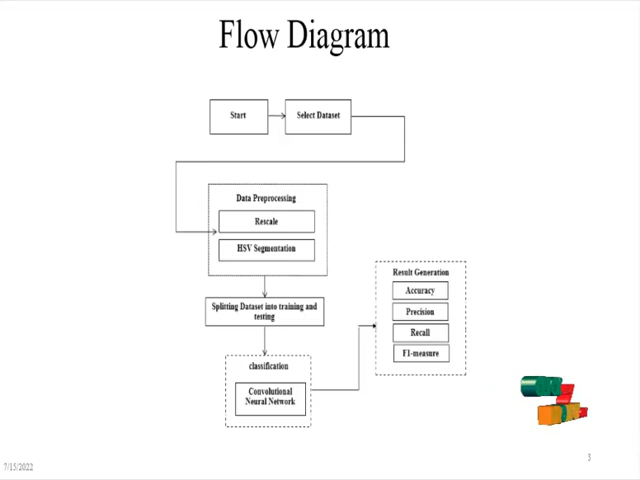 Flow Diagram
Start
Select Dataset
Data Preprocessing
Rescale
HSV Segmentation
Splitting Dataset into training and
testing
classification
Convolutional
Neural Network
Result Generation
Accuracy
Precision
Recall
F1-measure
7/15/2022
3